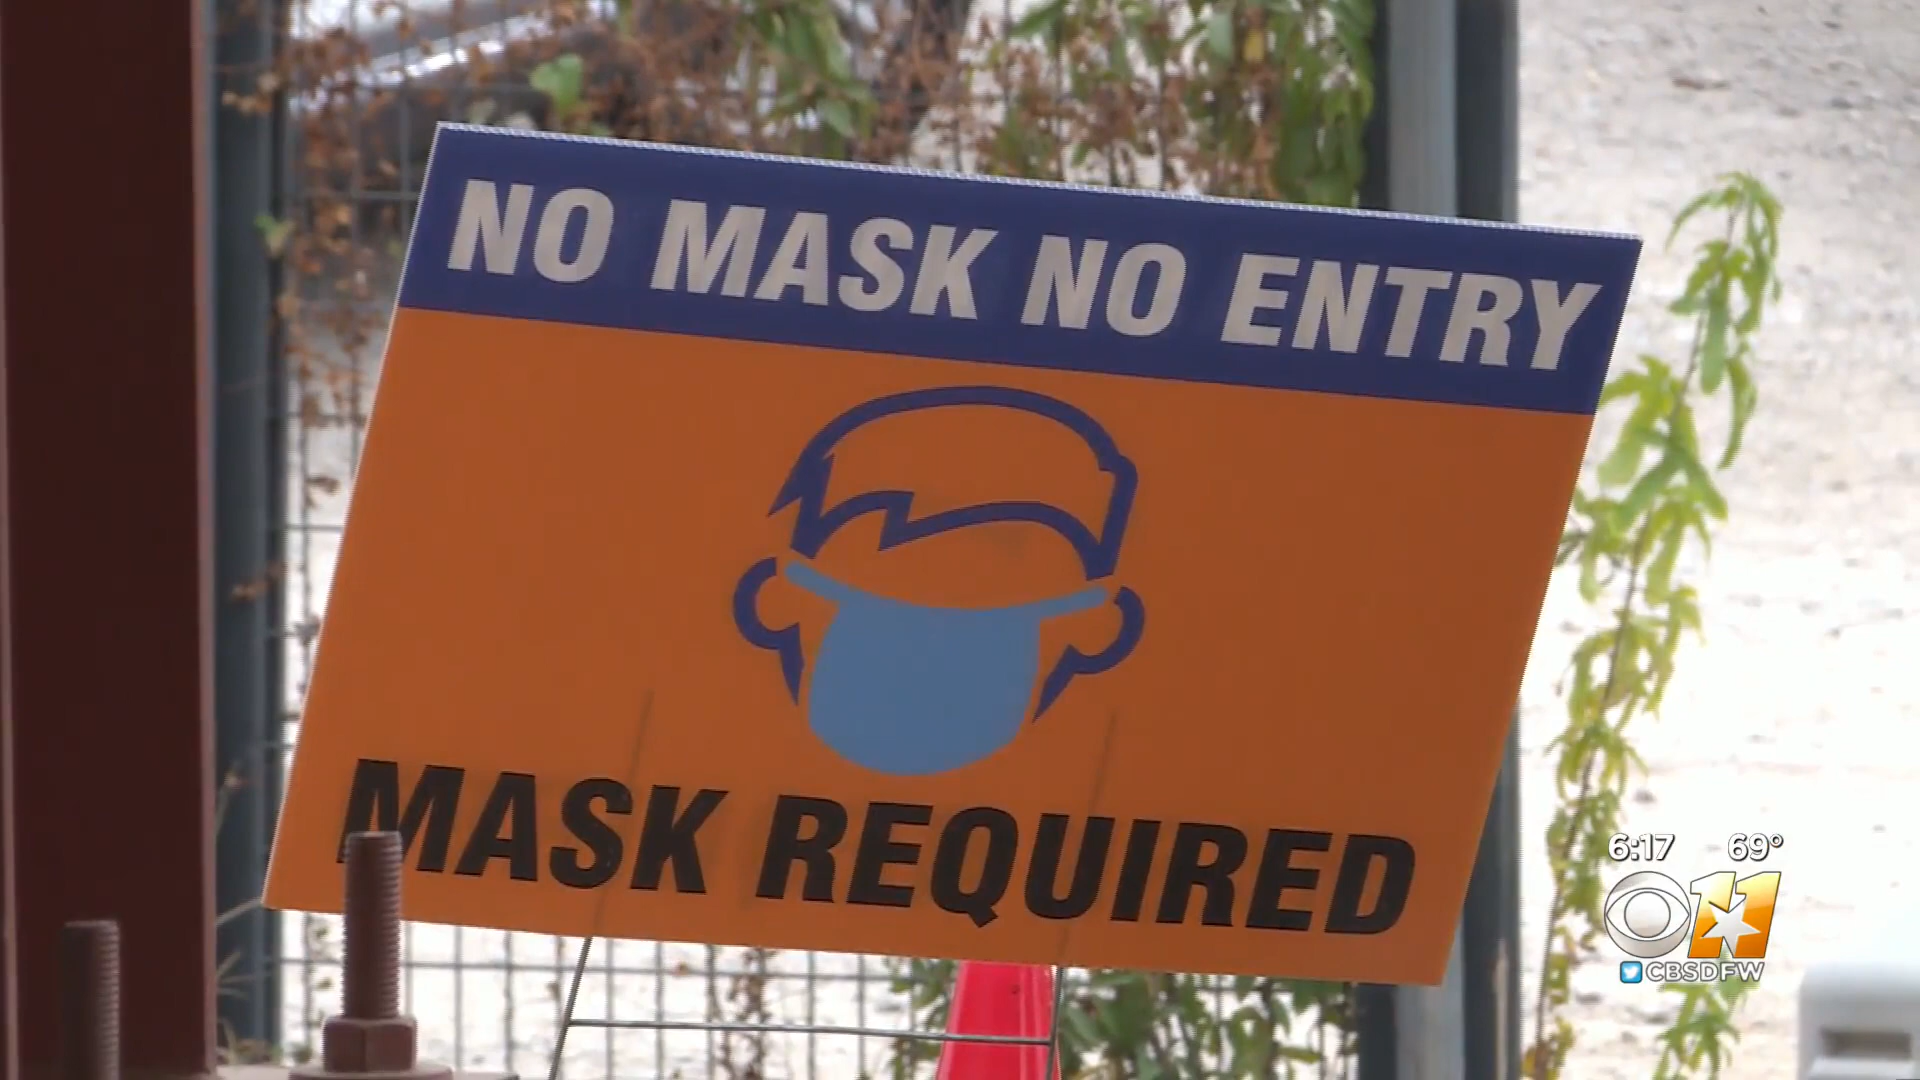 NO MASK NO ENTRY
MASK REQUIRED
6:17 69°
11
CBSDFW